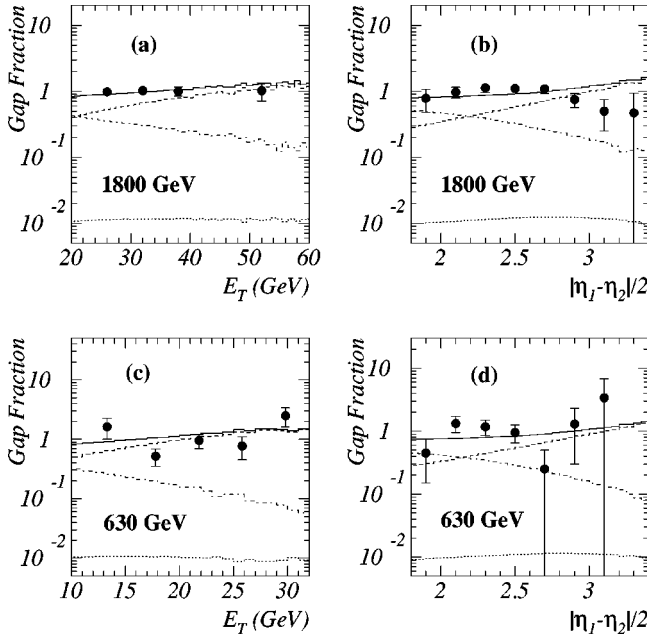 Gap Fraction
10
1
10 -1
10 -2
(a)
1800 GeV
20 30 40 50 60
E_T (GeV)
Gap Fraction
10
1
10 -1
10 -2
(b)
1800 GeV
2 2.5 3
|η1-η2|/2
Gap Fraction
10
1
10 -1
10 -2
(c)
630 GeV
10 15 20 25 30
E_T (GeV)
Gap Fraction
10
1
10 -1
10 -2
(d)
630 GeV
2 2.5 3
|η1-η2|/2